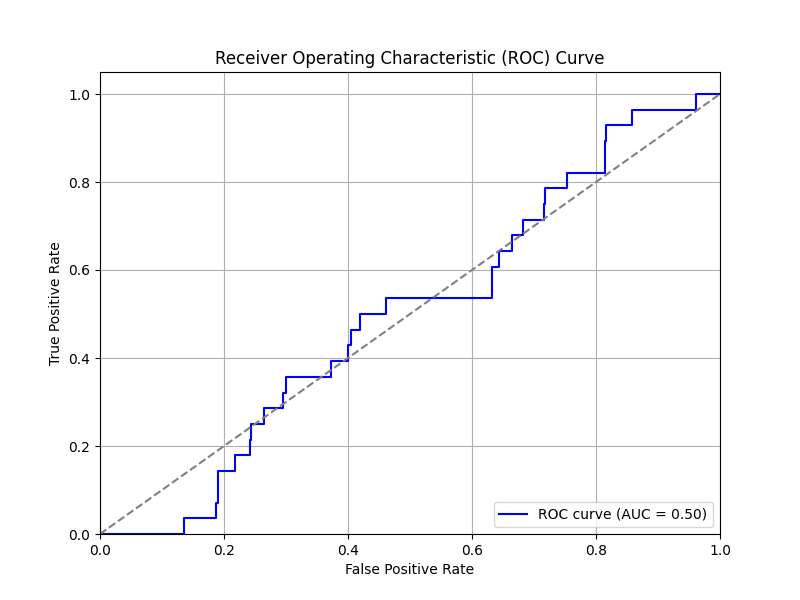 Receiver Operating Characteristic (ROC) Curve
True Positive Rate
1.0
0.8
0.6
0.4
0.2
0.0
ROC curve (AUC = 0.50)
0.0 0.2 0.4 0.6 0.8 1.0
False Positive Rate